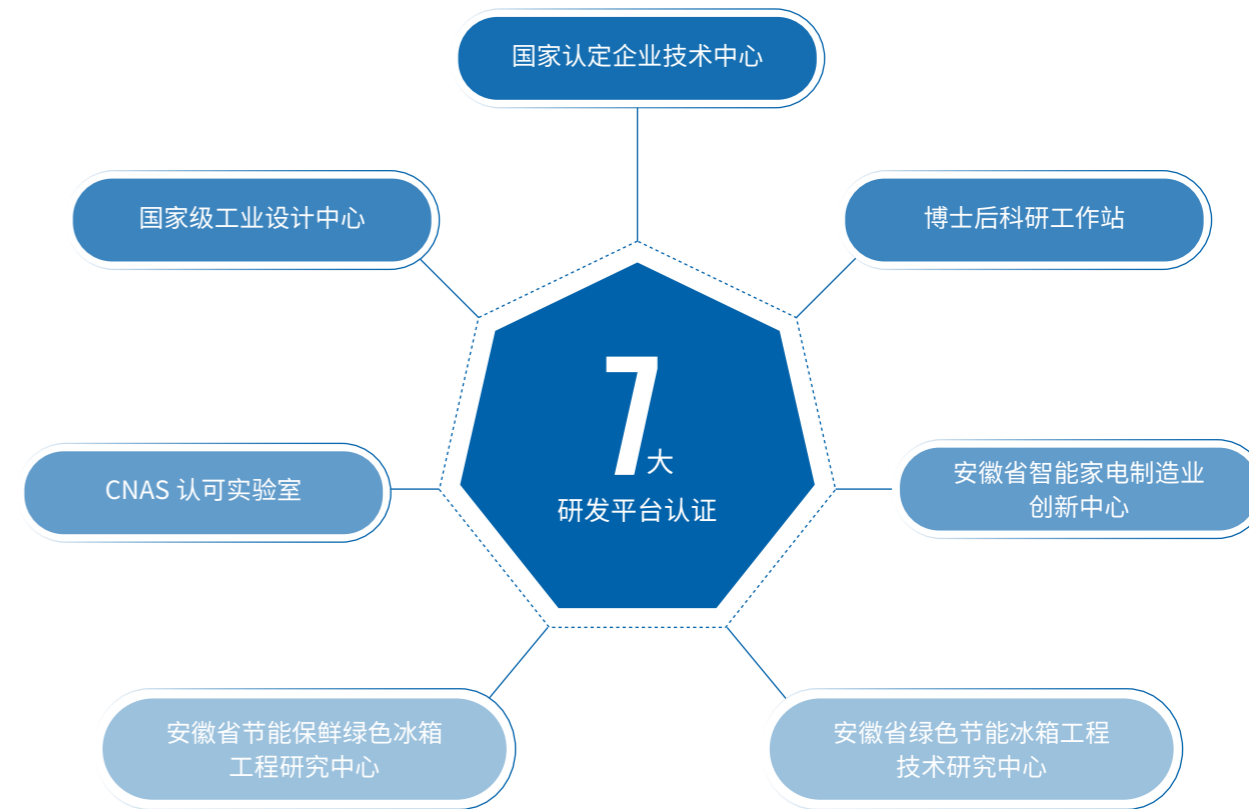 国家认定企业技术中心
国家级工业设计中心
博士后科研工作站
7大
研发平台认证
CNAS 认可实验室
安徽省智能家电制造业
创新中心
安徽省节能保鲜绿色冰箱
工程研究中心
安徽省绿色节能冰箱工程
技术研究中心